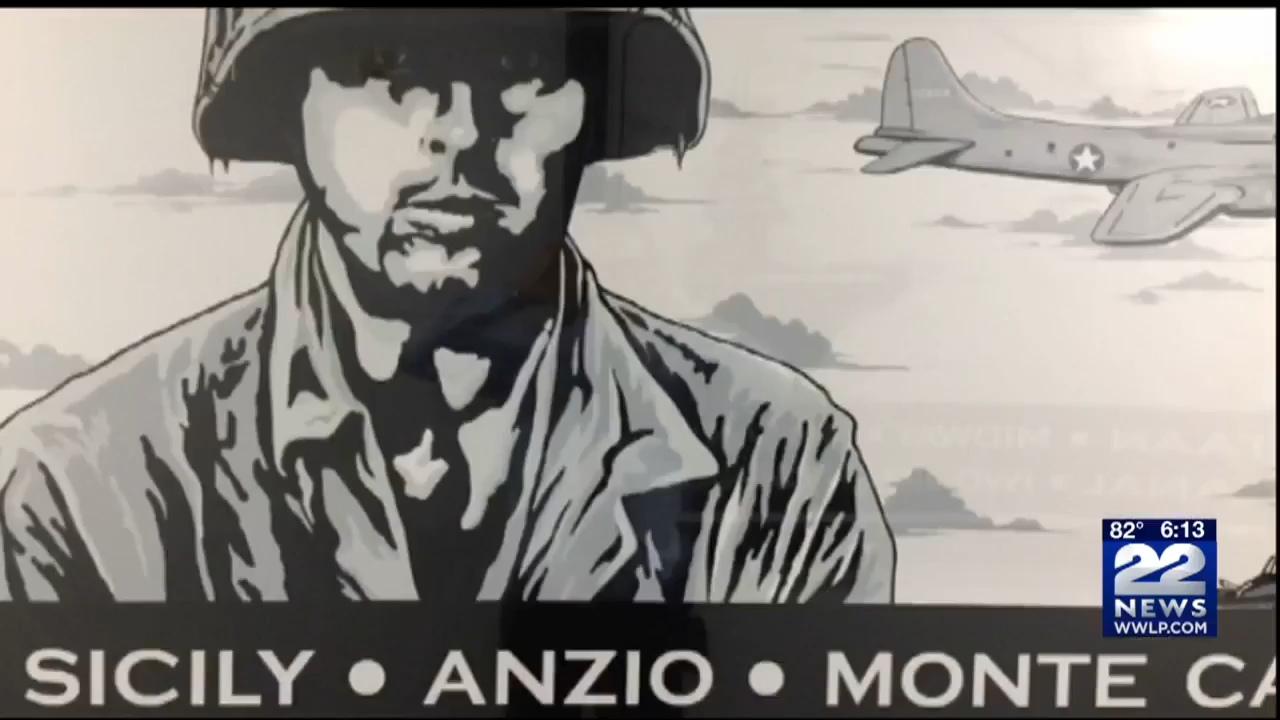 82° 6:13
22
NEWS
WWLP.COM
SICILY • ANZIO • MONTE CA